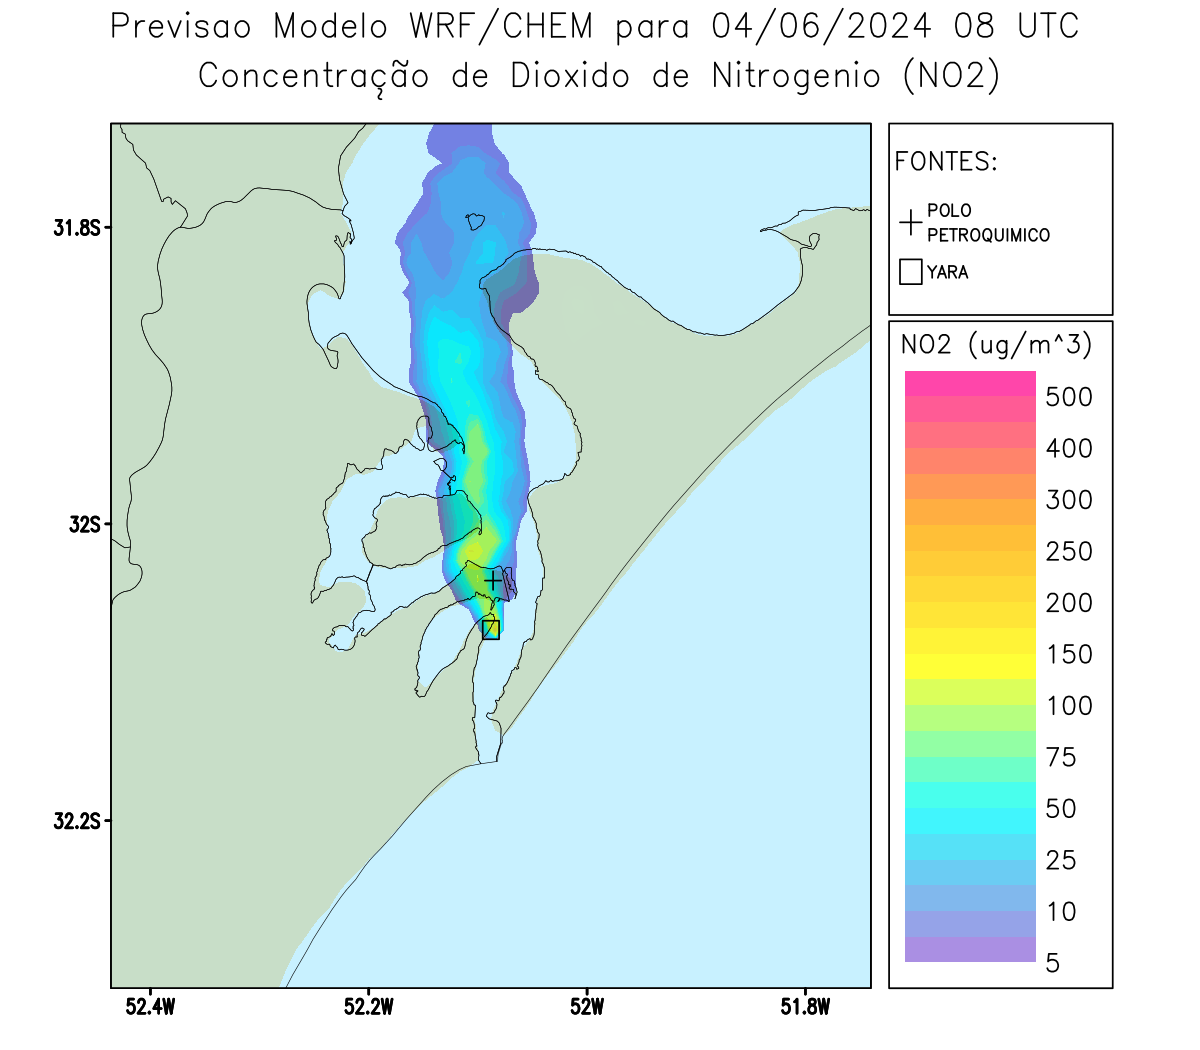 Previsao Modelo WRF/CHEM para 04/06/2024 08 UTC
Concentração de Dioxido de Nitrogenio (NO2)
FONTES:
POLO
PETROQUIMICO
YARA
NO2 (ug/m^3)
500
400
300
250
200
150
100
75
50
25
10
5
31.8S
32S
32.2S
52.4W
52.2W
52W
51.8W